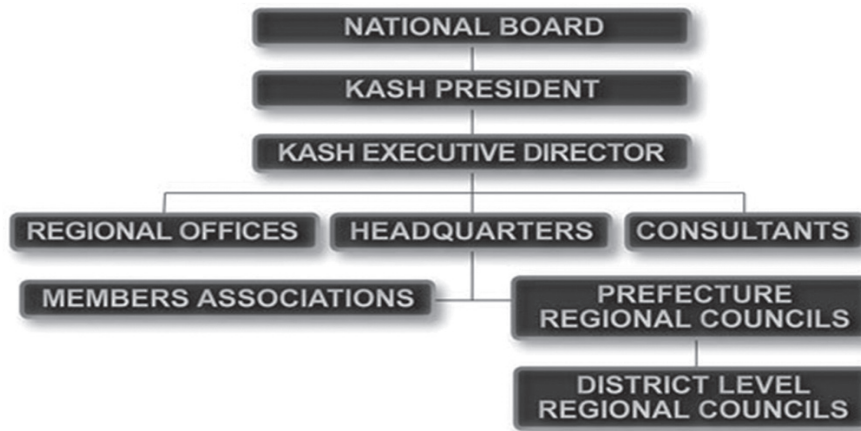 NATIONAL BOARD
KASH PRESIDENT
KASH EXECUTIVE DIRECTOR
REGIONAL OFFICES
HEADQUARTERS
CONSULTANTS
MEMBERS ASSOCIATIONS
PREFECTURE
REGIONAL COUNCILS
DISTRICT LEVEL
REGIONAL COUNCILS